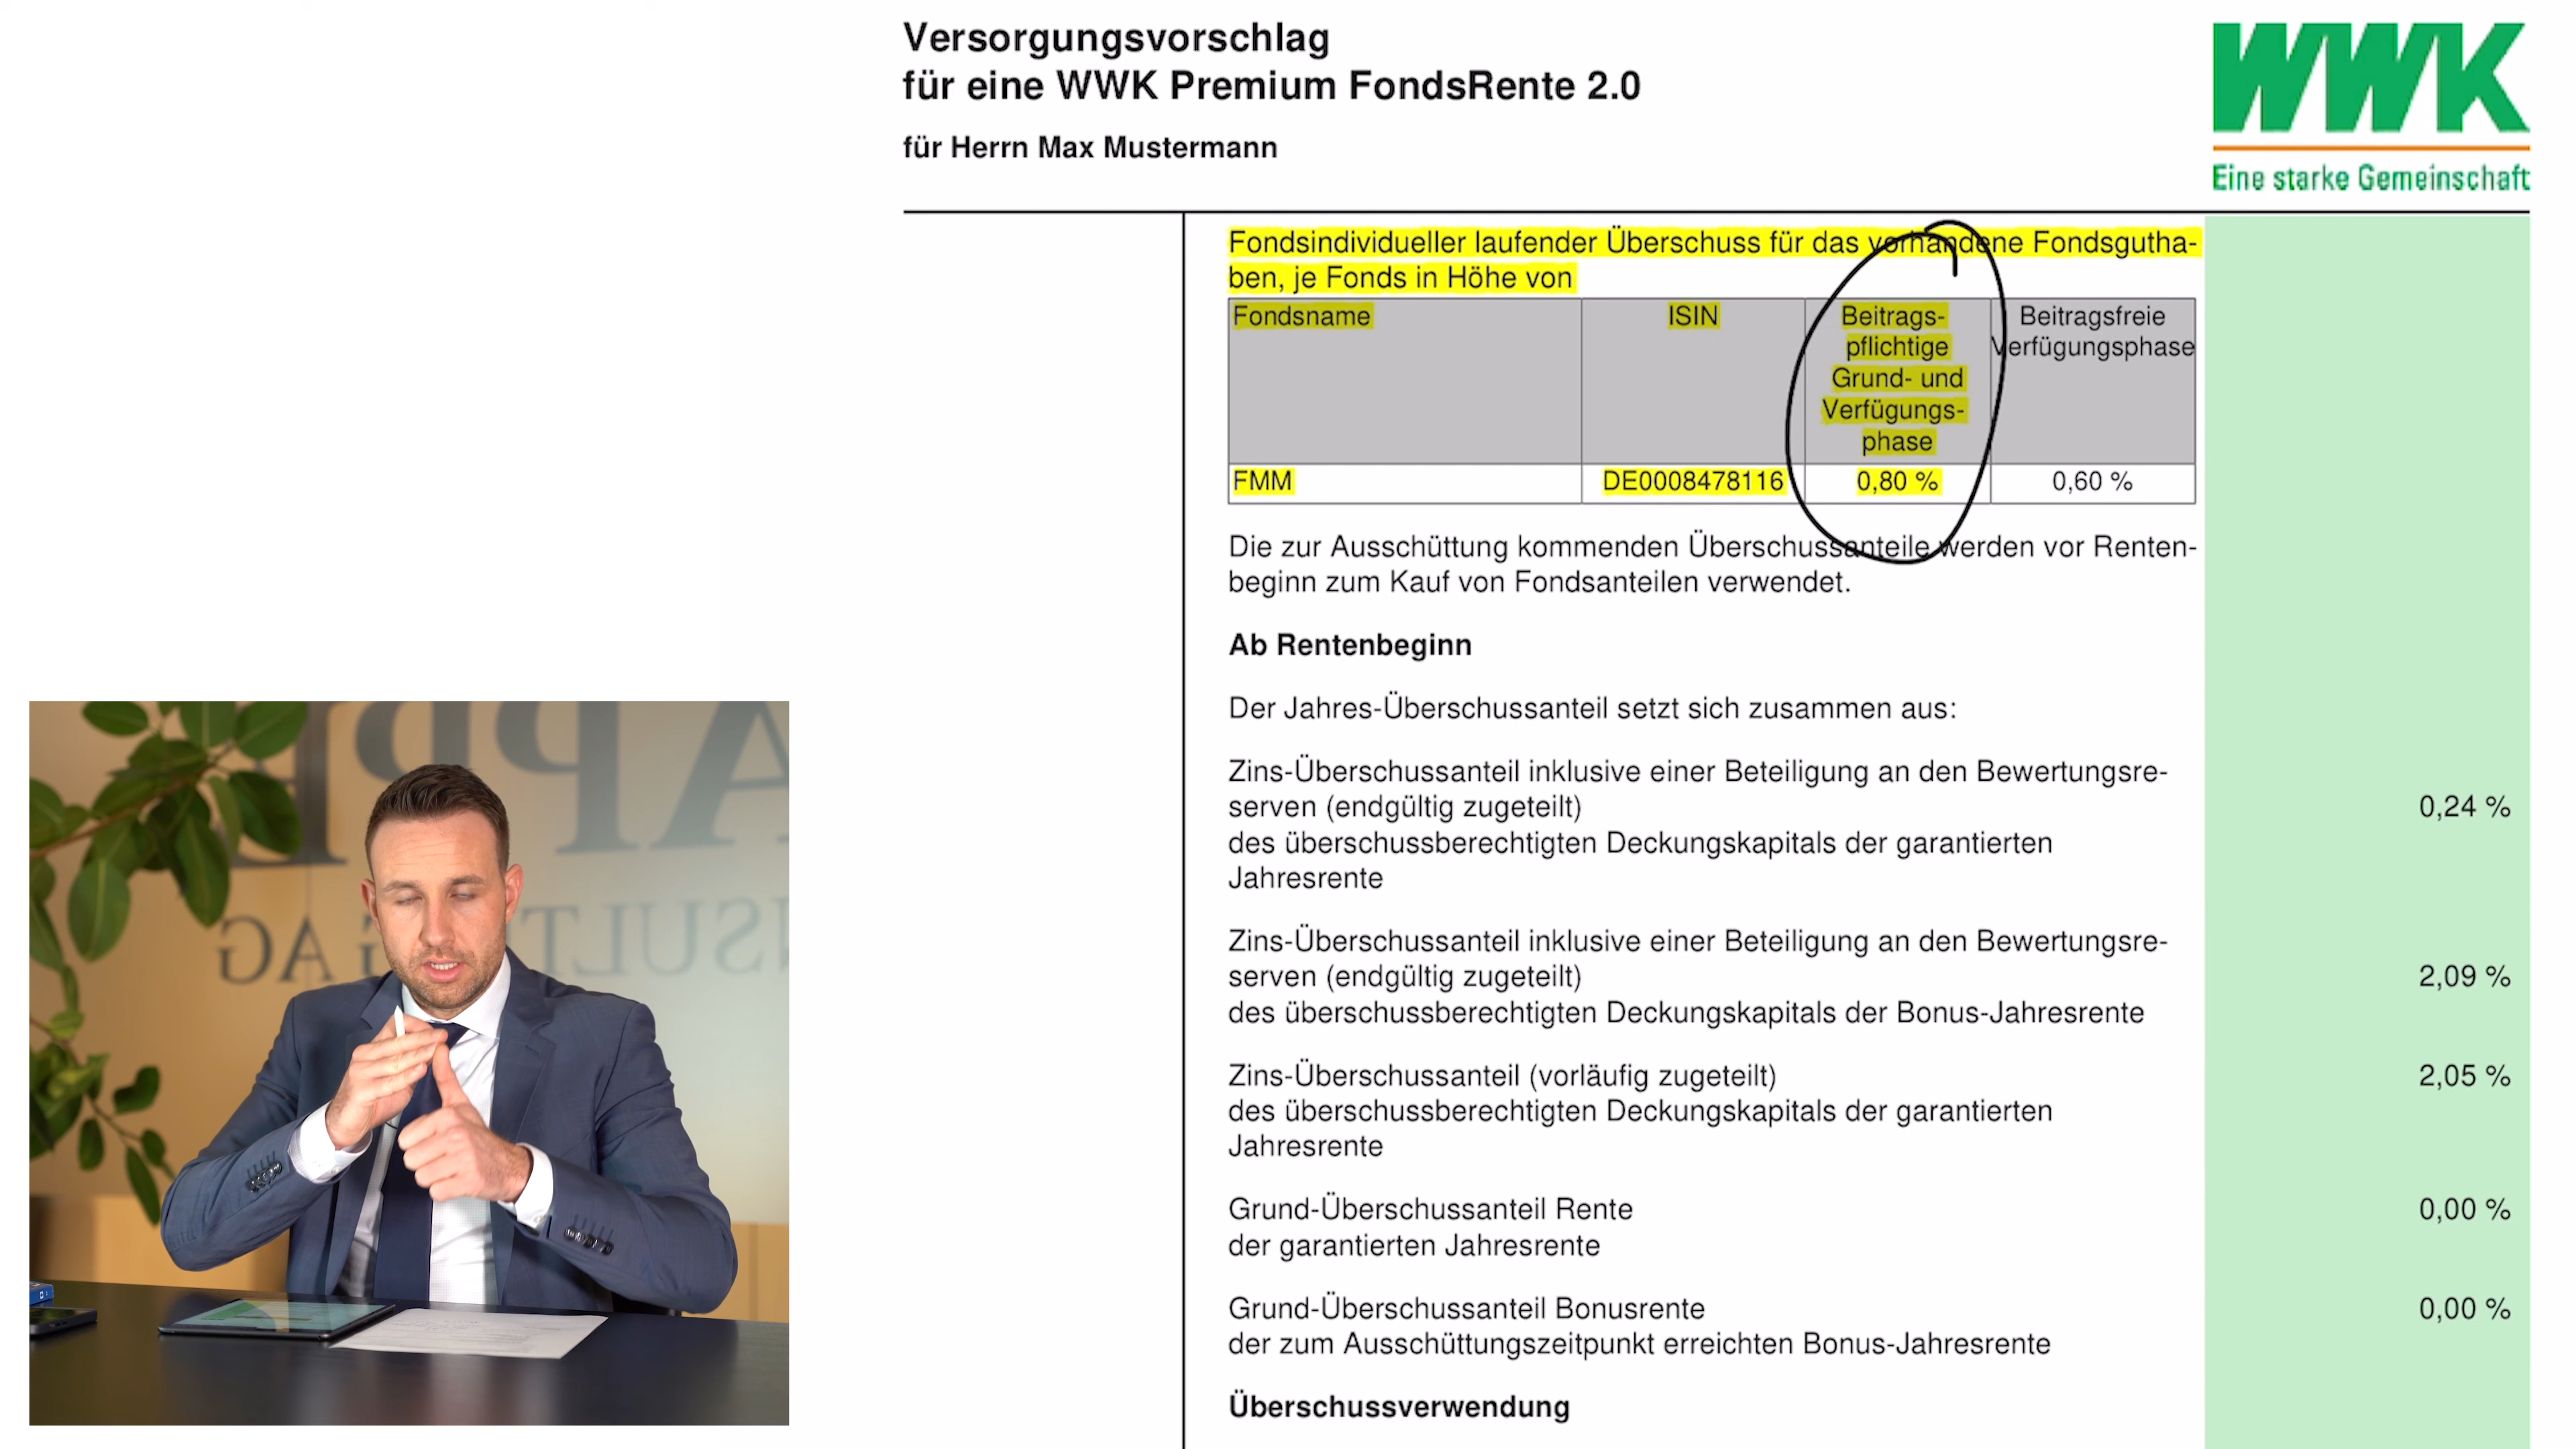 Versorgungsvorschlag
für eine WWK Premium FondsRente 2.0
für Herrn Max Mustermann
WWK
Eine starke Gemeinschaft
Fondsindividueller laufender Überschuss für das vorhandene Fondsgutha-
ben, je Fonds in Höhe von
Fondsname ISIN Beitrags- Beitragsfreie
pflichtige Verfügungsphase
Grund- und
Verfügungs-
phase
FMM DE0008478116 0,80 % 0,60 %
Die zur Ausschüttung kommenden Überschussanteile werden vor Renten-
beginn zum Kauf von Fondsanteilen verwendet.
Ab Rentenbeginn
Der Jahres-Überschussanteil setzt sich zusammen aus:
Zins-Überschussanteil inklusive einer Beteiligung an den Bewertungsre-
serven (endgültig zugeteilt) 0,24 %
des überschussberechtigten Deckungskapitals der garantierten
Jahresrente
Zins-Überschussanteil inklusive einer Beteiligung an den Bewertungsre-
serven (endgültig zugeteilt) 2,09 %
des überschussberechtigten Deckungskapitals der Bonus-Jahresrente
Zins-Überschussanteil (vorläufig zugeteilt) 2,05 %
des überschussberechtigten Deckungskapitals der garantierten
Jahresrente
Grund-Überschussanteil Rente 0,00 %
der garantierten Jahresrente
Grund-Überschussanteil Bonusrente 0,00 %
der zum Ausschüttungszeitpunkt erreichten Bonus-Jahresrente
Überschussverwendung